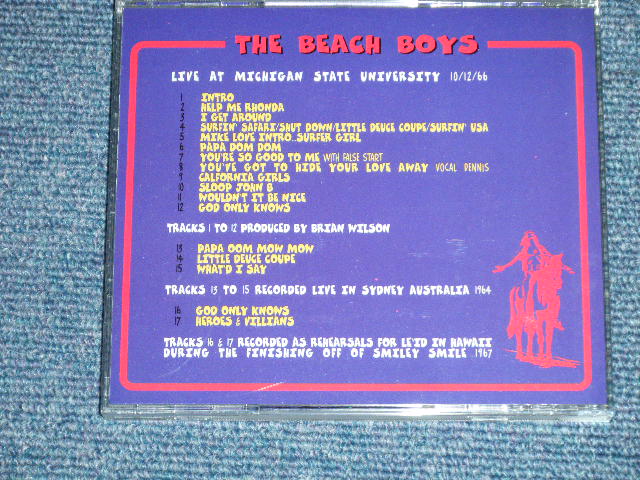 THE BEACH BOYS
LIVE AT MICHIGAN STATE UNIVERSITY 10/12/66
1 INTRO
2 HELP ME RHONDA
3 I GET AROUND
4 SURFIN' SAFARI/SHUT DOWN/LITTLE DEUCE COUPE/SURFIN' USA
5 MIKE LOVE INTRO..SURFER GIRL
6 PAPA DOM DOM
7 YOU'RE SO GOOD TO ME WITH FALSE START
8 YOU'VE GOT TO HIDE YOUR LOVE AWAY VOCAL DENNIS
9 CALFORNIA GIRLS
10 SLOOP JOHN B
11 WOULDN'T IT BE NICE
12 GOD ONLY KNOWS
TRACKS 1 TO 12 PRODUCED BY BRIAN WILSON
13 PAPA OOM MOW MOW
14 LITTLE DEUCE COUPE
15 WHAT'D I SAY
TRACKS 13 TO 15 RECORDED LIVE IN SYDNEY AUSTRALIA 1964
16 GOD ONLY KNOWS
17 HEROES & VILLIANS
TRACKS 16 & 17 RECORDED AS REHEARSALS FOR LE'ID IN HAWAII
DURING THE FINISHING OFF OF SMILEY SMILE 1967